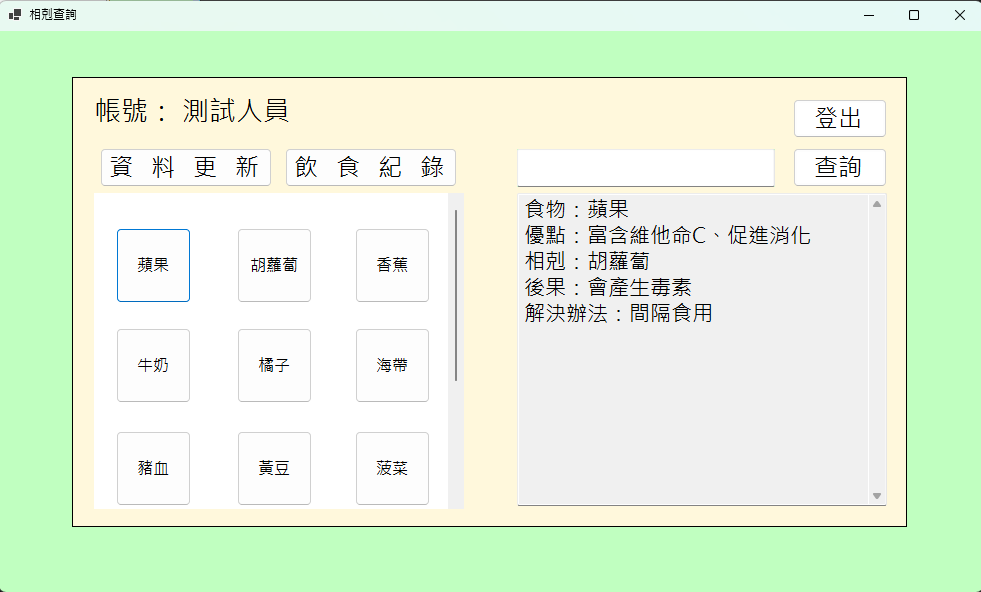 相剋查詢
帳號： 測試人員
登出
資 料 更 新 飲 食 紀 錄
查詢
蘋果 胡蘿蔔 香蕉
牛奶 橘子 海帶
豬血 黃豆 菠菜
食物：蘋果
優點：富含維他命C、促進消化
相剋：胡蘿蔔
後果：會產生毒素
解決辦法：間隔食用